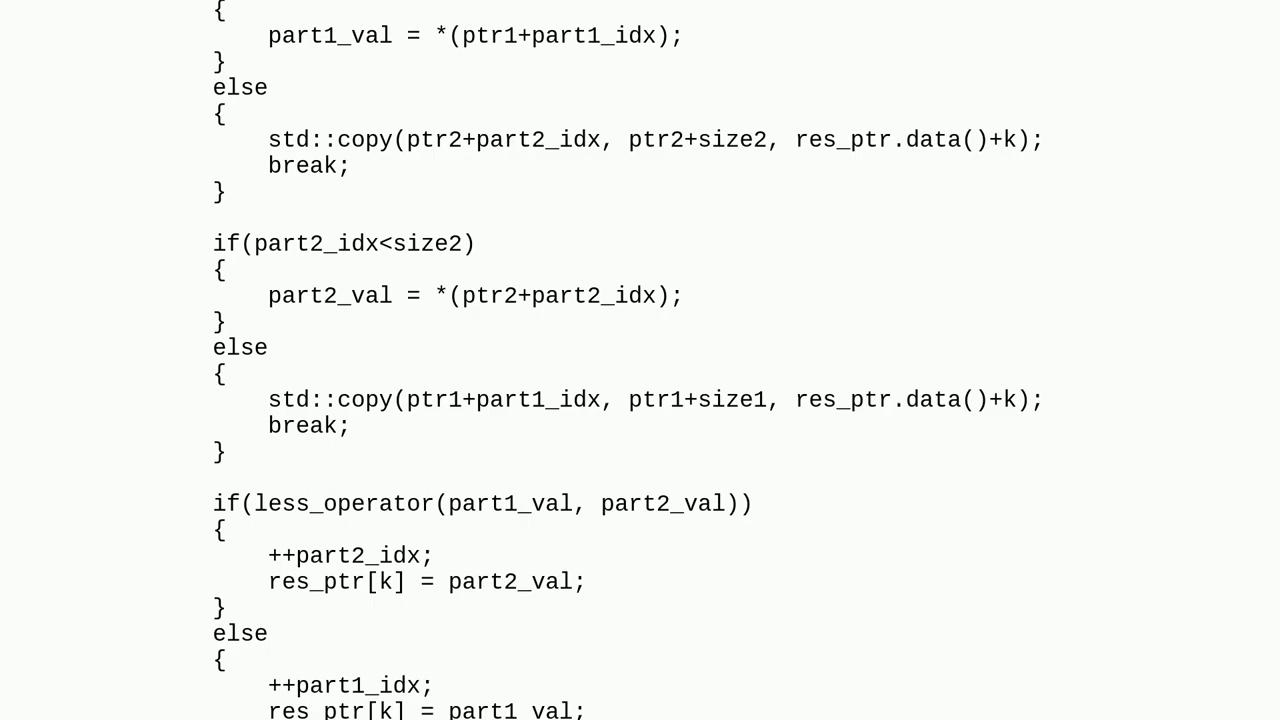 {
    part1_val = *(ptr1+part1_idx);
}
else
{
    std::copy(ptr2+part2_idx, ptr2+size2, res_ptr.data()+k);
    break;
}

if(part2_idx<size2)
{
    part2_val = *(ptr2+part2_idx);
}
else
{
    std::copy(ptr1+part1_idx, ptr1+size1, res_ptr.data()+k);
    break;
}

if(less_operator(part1_val, part2_val))
{
    ++part2_idx;
    res_ptr[k] = part2_val;
}
else
{
    ++part1_idx;
    res_ptr[k] = part1_val;